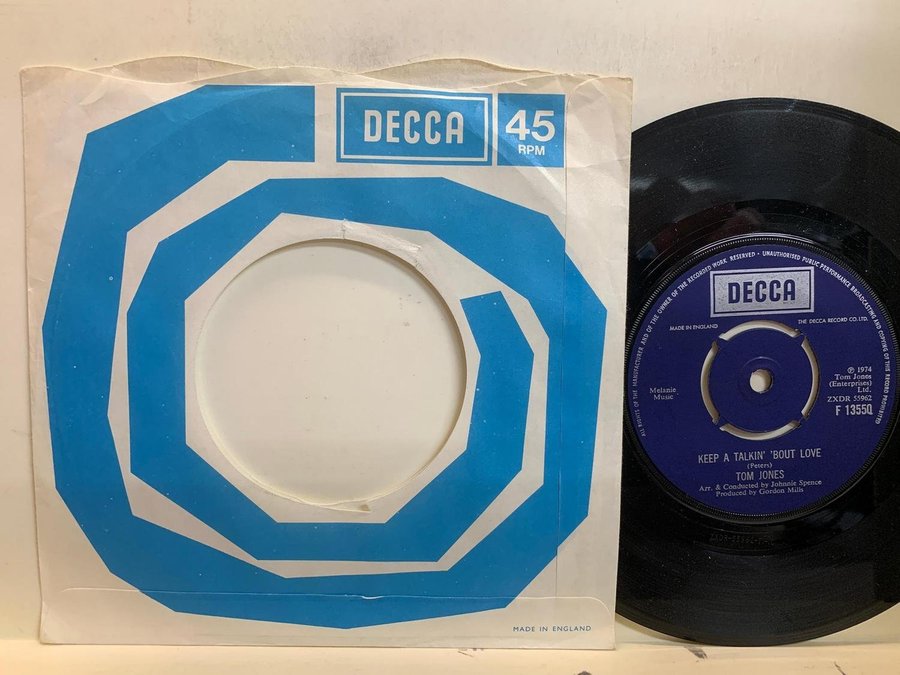 DECCA
45
RPM
MADE IN ENGLAND
ALL RIGHTS OF THE MANUFACTURER AND OF THE OWNER OF THE RECORDED WORK RESERVED • UNAUTHORISED PUBLIC PERFORMANCE BROADCASTING AND COPYING OF THIS RECORD PROHIBITED
DECCA
MADE IN ENGLAND
THE DECCA RECORD CO. LTD.
Melanie
Music
℗ 1974
Tom Jones
(Enterprises)
Ltd.
ZXDR 55962
F 13550
KEEP A TALKIN' 'BOUT LOVE
(Peters)
TOM JONES
Arr. & Conducted by Johnnie Spence
Produced by Gordon Mills